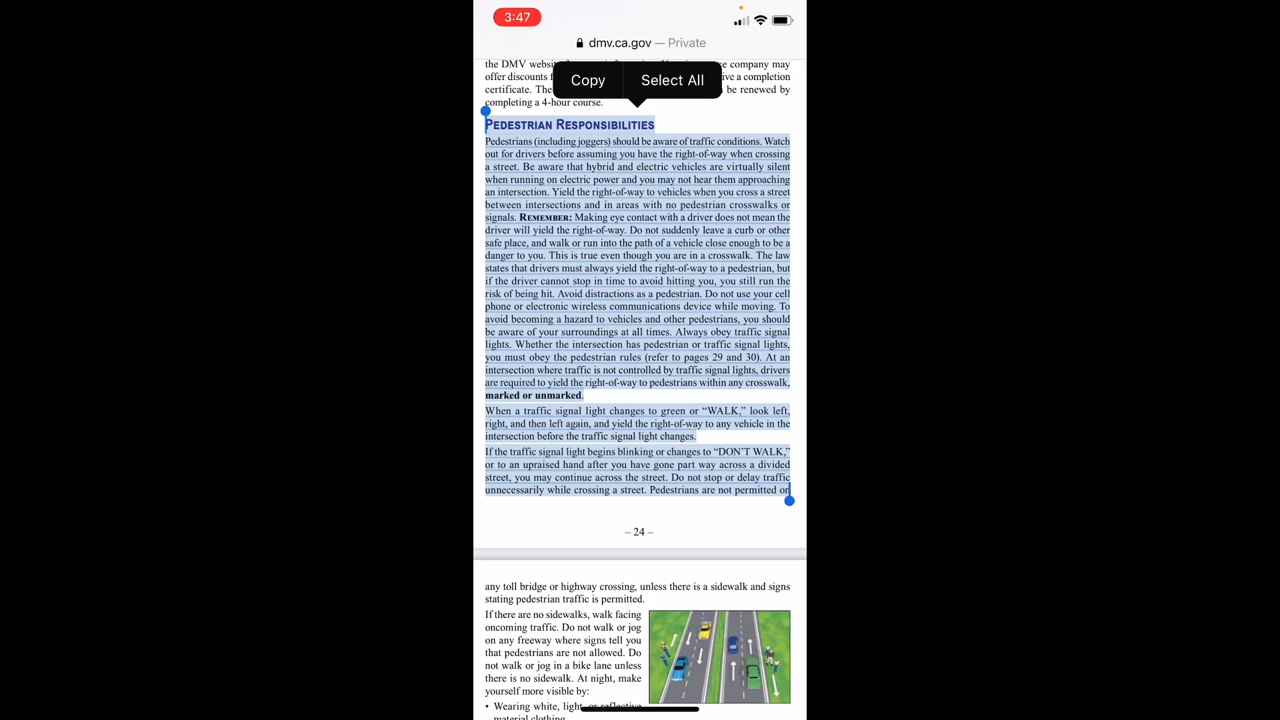 3:47
dmv.ca.gov — Private
the DMV website
se company may
offer discounts
ive a completion
certificate. The
be renewed by
Copy
Select All
completing a 4-hour course.
PEDESTRIAN RESPONSIBILITIES
Pedestrians (including joggers) should be aware of traffic conditions. Watch
out for drivers before assuming you have the right-of-way when crossing
a street. Be aware that hybrid and electric vehicles are virtually silent
when running on electric power and you may not hear them approaching
an intersection. Yield the right-of-way to vehicles when you cross a street
between intersections and in areas with no pedestrian crosswalks or
signals. REMEMBER: Making eye contact with a driver does not mean the
driver will yield the right-of-way. Do not suddenly leave a curb or other
safe place, and walk or run into the path of a vehicle close enough to be a
danger to you. This is true even though you are in a crosswalk. The law
states that drivers must always yield the right-of-way to a pedestrian, but
if the driver cannot stop in time to avoid hitting you, you still run the
risk of being hit. Avoid distractions as a pedestrian. Do not use your cell
phone or electronic wireless communications device while moving. To
avoid becoming a hazard to vehicles and other pedestrians, you should
be aware of your surroundings at all times. Always obey traffic signal
lights. Whether the intersection has pedestrian or traffic signal lights,
you must obey the pedestrian rules (refer to pages 29 and 30). At an
intersection where traffic is not controlled by traffic signal lights, drivers
are required to yield the right-of-way to pedestrians within any crosswalk,
marked or unmarked.
When a traffic signal light changes to green or “WALK,” look left,
right, and then left again, and yield the right-of-way to any vehicle in the
intersection before the traffic signal light changes.
If the traffic signal light begins blinking or changes to “DON’T WALK,”
or to an upraised hand after you have gone part way across a divided
street, you may continue across the street. Do not stop or delay traffic
unnecessarily while crossing a street. Pedestrians are not permitted on
– 24 –
any toll bridge or highway crossing, unless there is a sidewalk and signs
stating pedestrian traffic is permitted.
If there are no sidewalks, walk facing
oncoming traffic. Do not walk or jog
on any freeway where signs tell you
that pedestrians are not allowed. Do
not walk or jog in a bike lane unless
there is no sidewalk. At night, make
yourself more visible by:
• Wearing white, light, or reflective
material clothing